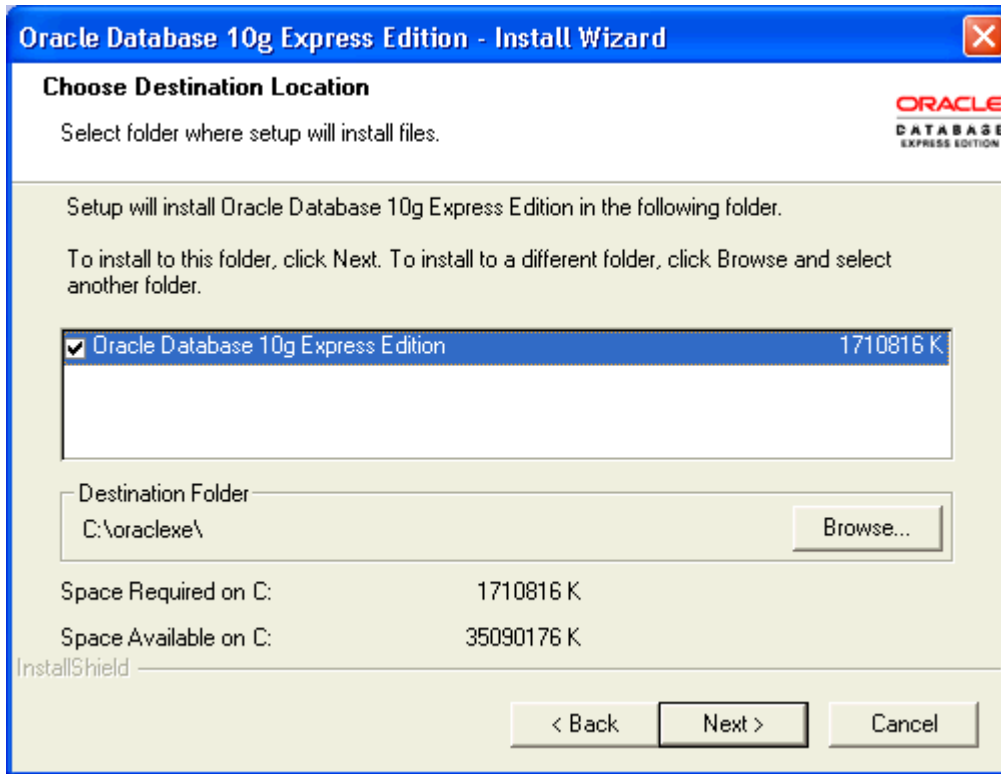 Oracle Database 10g Express Edition - Install Wizard
Choose Destination Location
Select folder where setup will install files.
ORACLE
DATABASE
EXPRESS EDITION
Setup will install Oracle Database 10g Express Edition in the following folder.
To install to this folder, click Next. To install to a different folder, click Browse and select
another folder.
Oracle Database 10g Express Edition 1710816 K
Destination Folder
C:\oraclexe\
Browse...
Space Required on C: 1710816 K
Space Available on C: 35090176 K
InstallShield
< Back Next > Cancel